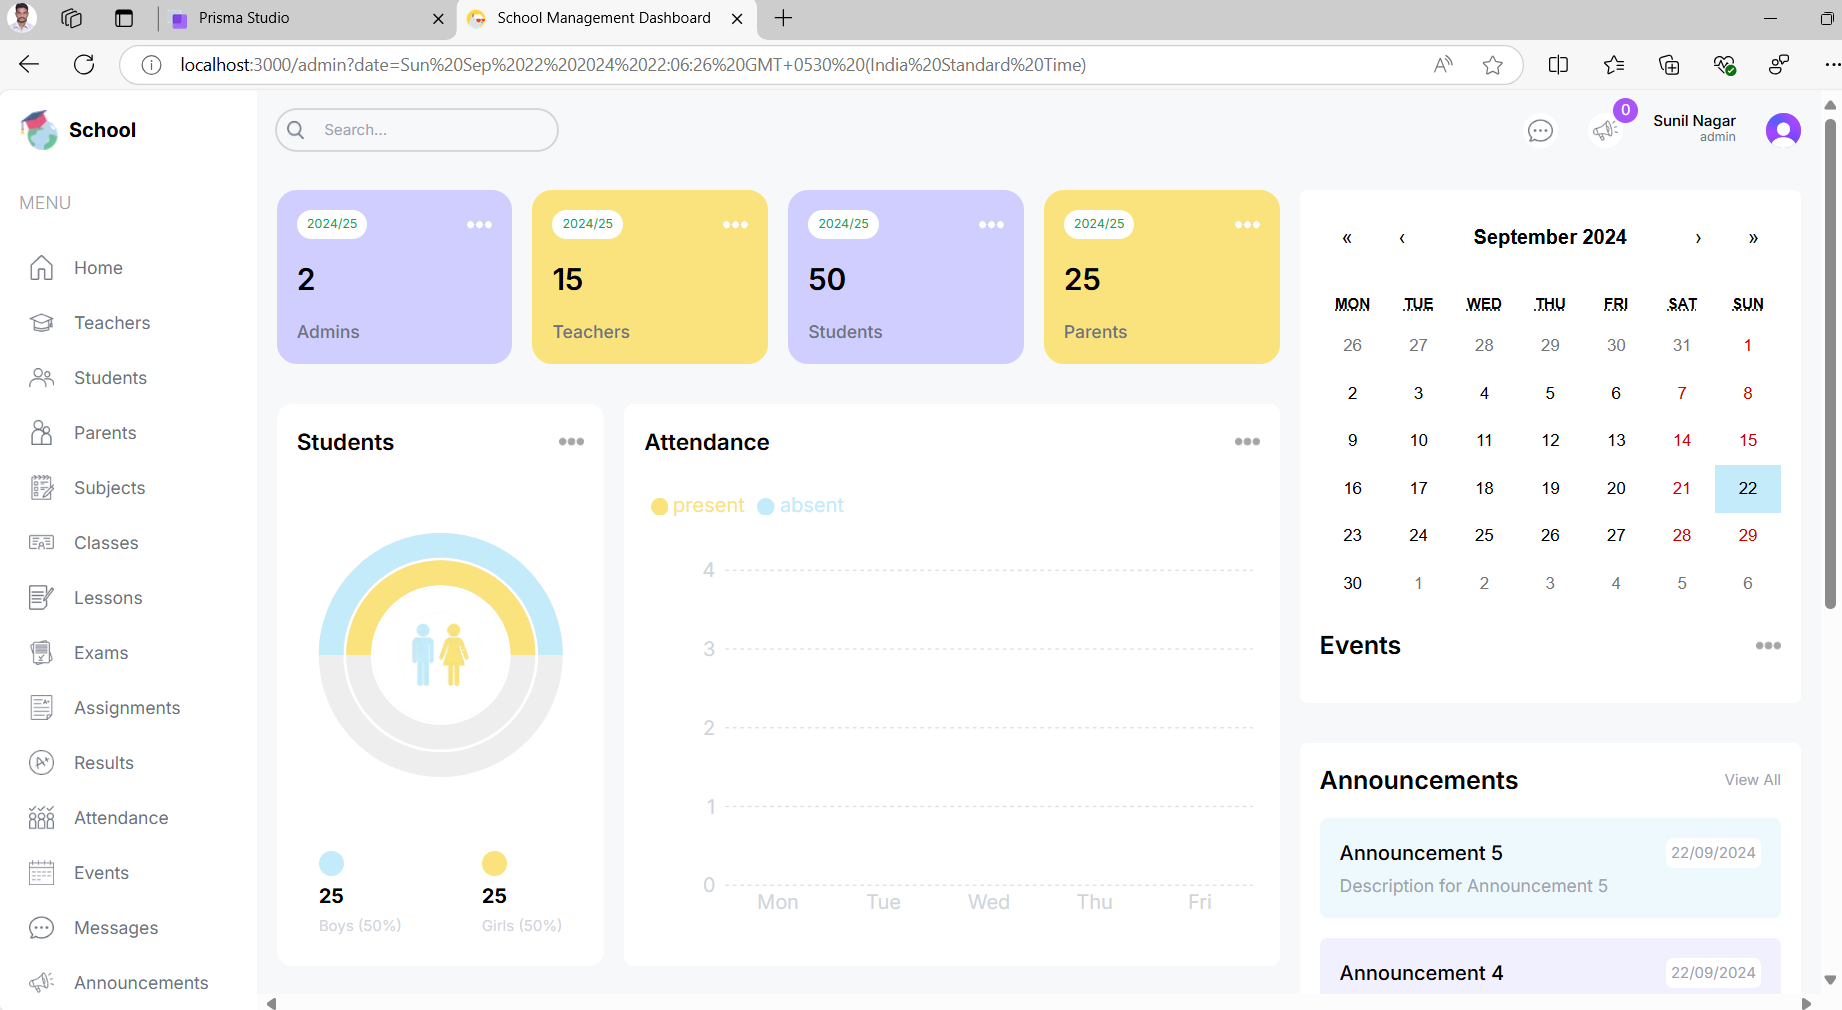 Prisma Studio
School Management Dashboard
localhost:3000/admin?date=Sun%20Sep%2022%202024%2022:06:26%20GMT+0530%20(India%20Standard%20Time)
School
Search...
0
Sunil Nagar
admin
MENU
Home
Teachers
Students
Parents
Subjects
Classes
Lessons
Exams
Assignments
Results
Attendance
Events
Messages
Announcements
2024/25
2
Admins
2024/25
15
Teachers
2024/25
50
Students
2024/25
25
Parents
Students
25
Boys (50%)
25
Girls (50%)
Attendance
present absent
4
3
2
1
0
Mon Tue Wed Thu Fri
« ‹ September 2024 › »
MON TUE WED THU FRI SAT SUN
26 27 28 29 30 31 1
2 3 4 5 6 7 8
9 10 11 12 13 14 15
16 17 18 19 20 21 22
23 24 25 26 27 28 29
30 1 2 3 4 5 6
Events
Announcements View All
Announcement 5 22/09/2024
Description for Announcement 5
Announcement 4 22/09/2024